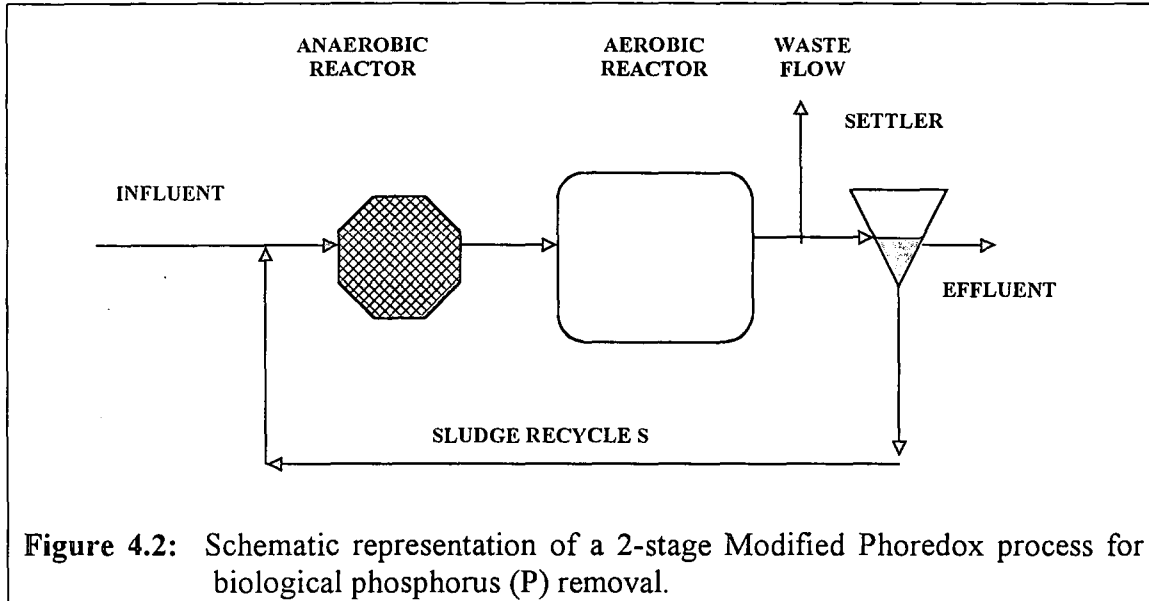 ANAEROBIC
REACTOR
AEROBIC
REACTOR
WASTE
FLOW
SETTLER
INFLUENT
EFFLUENT
SLUDGE RECYCLE S
Figure 4.2: Schematic representation of a 2-stage Modified Phoredox process for
biological phosphorus (P) removal.